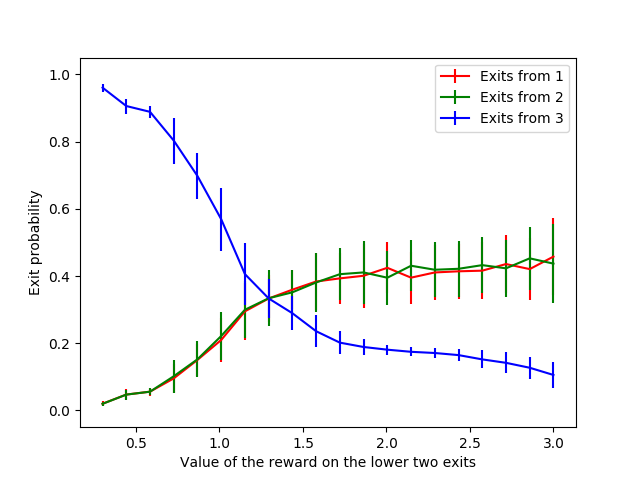 Exits from 1
Exits from 2
Exits from 3
1.0
0.8
0.6
0.4
0.2
0.0
Exit probability
0.5
1.0
1.5
2.0
2.5
3.0
Value of the reward on the lower two exits